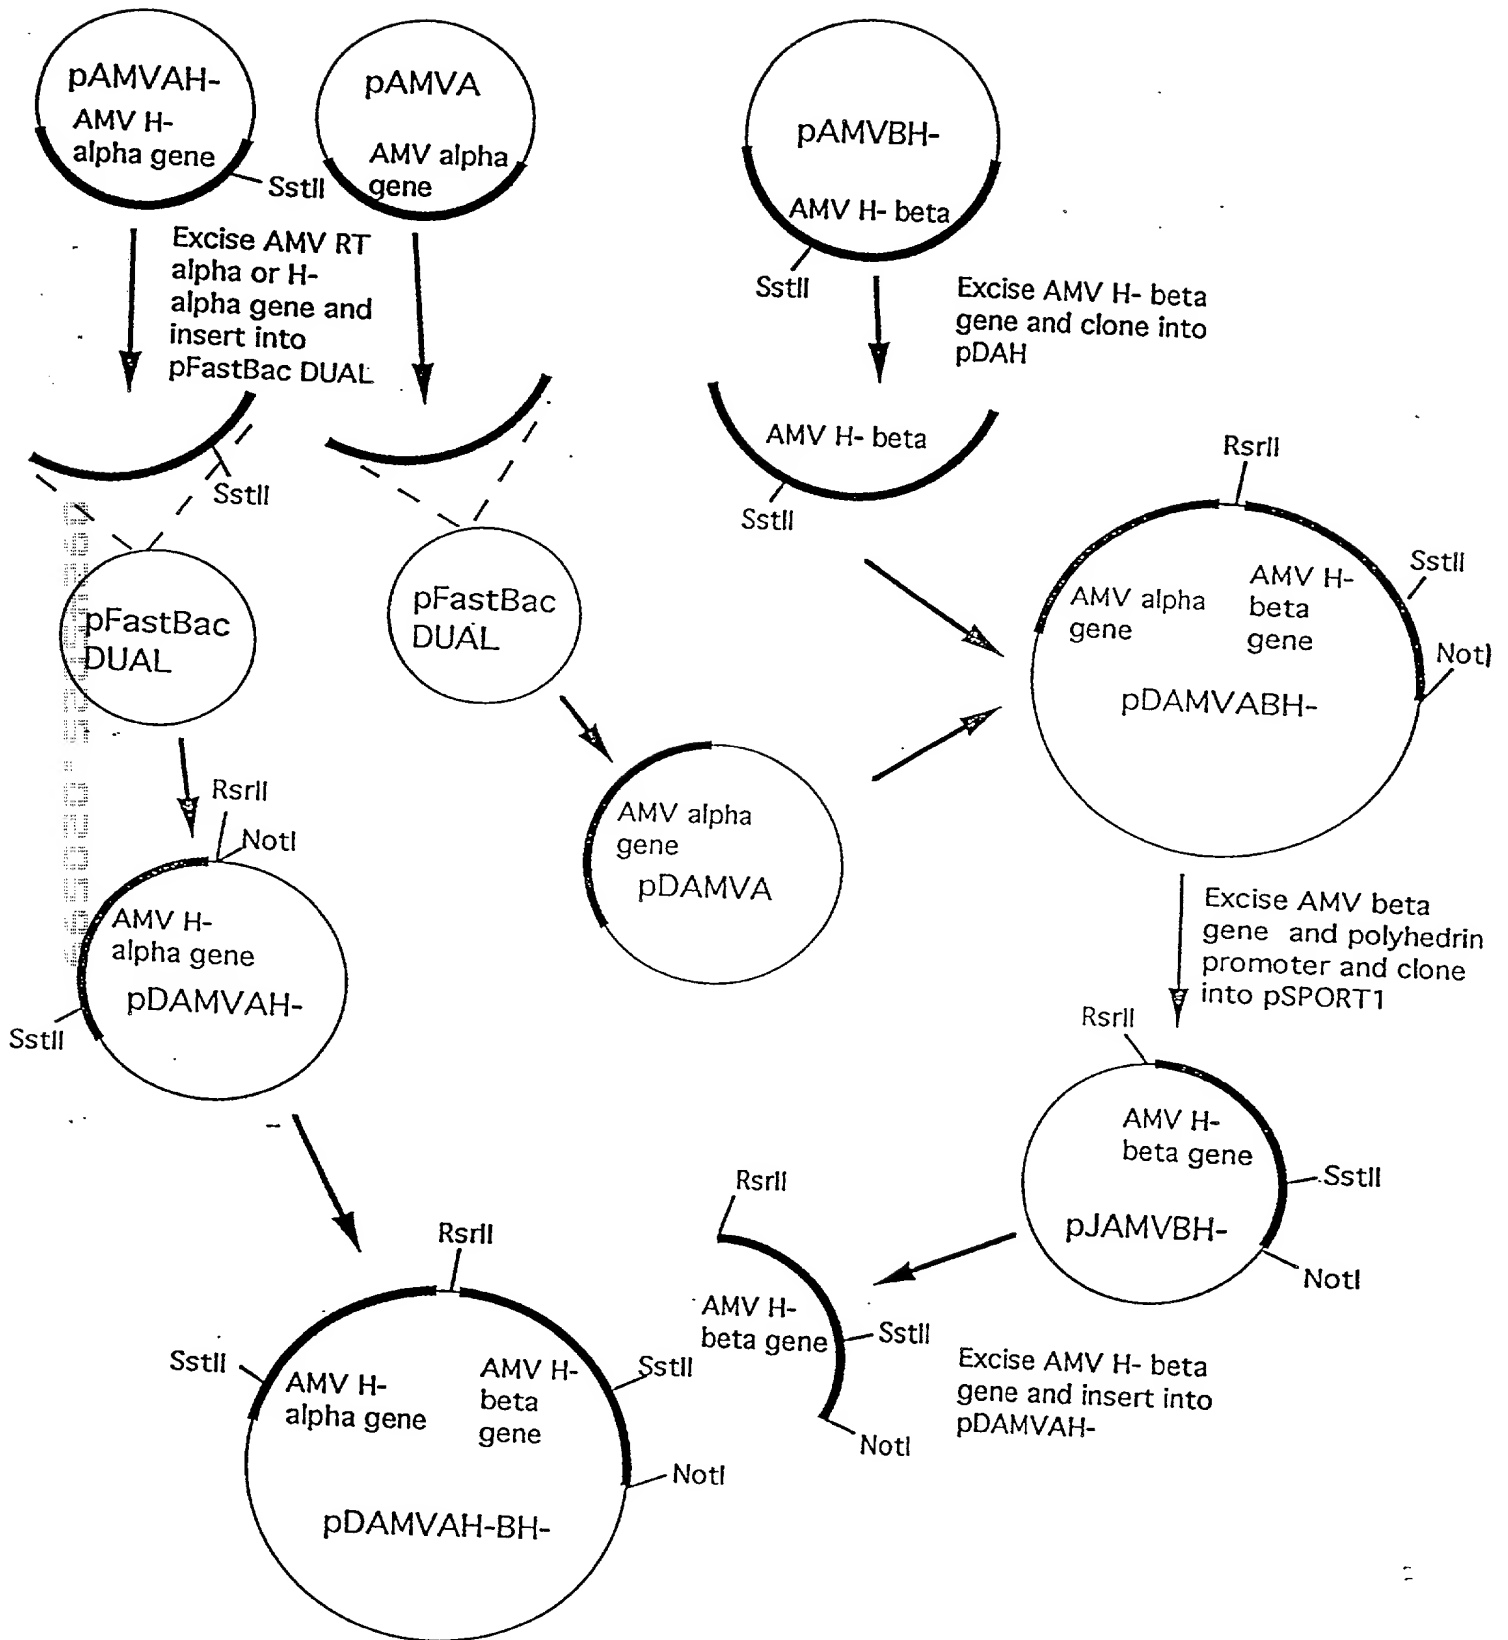 pAMVAH-
AMV H-
alpha gene
SstII
pAMVA
AMV alpha
gene
pAMVBH-
AMV H- beta
SstII
Excise AMV RT
alpha or H-
alpha gene and
insert into
pFastBac DUAL
Excise AMV H- beta
gene and clone into
pDAH
SstII
AMV H- beta
SstII
pFastBac
DUAL
pFastBac
DUAL
RsrII
SstII
AMV alpha
gene
AMV H-
beta
gene
NotI
pDAMVABH-
RsrII
NotI
AMV H-
alpha gene
pDAMVAH-
SstII
AMV alpha
gene
pDAMVA
Excise AMV beta
gene and polyhedrin
promoter and clone
into pSPORT1
RsrII
AMV H-
beta gene
SstII
pJAMVBH-
NotI
RsrII
AMV H-
beta gene
SstII
NotI
Excise AMV H- beta
gene and insert into
pDAMVAH-
RsrII
SstII
AMV H-
alpha gene
AMV H-
beta
gene
SstII
NotI
pDAMVAH-BH-